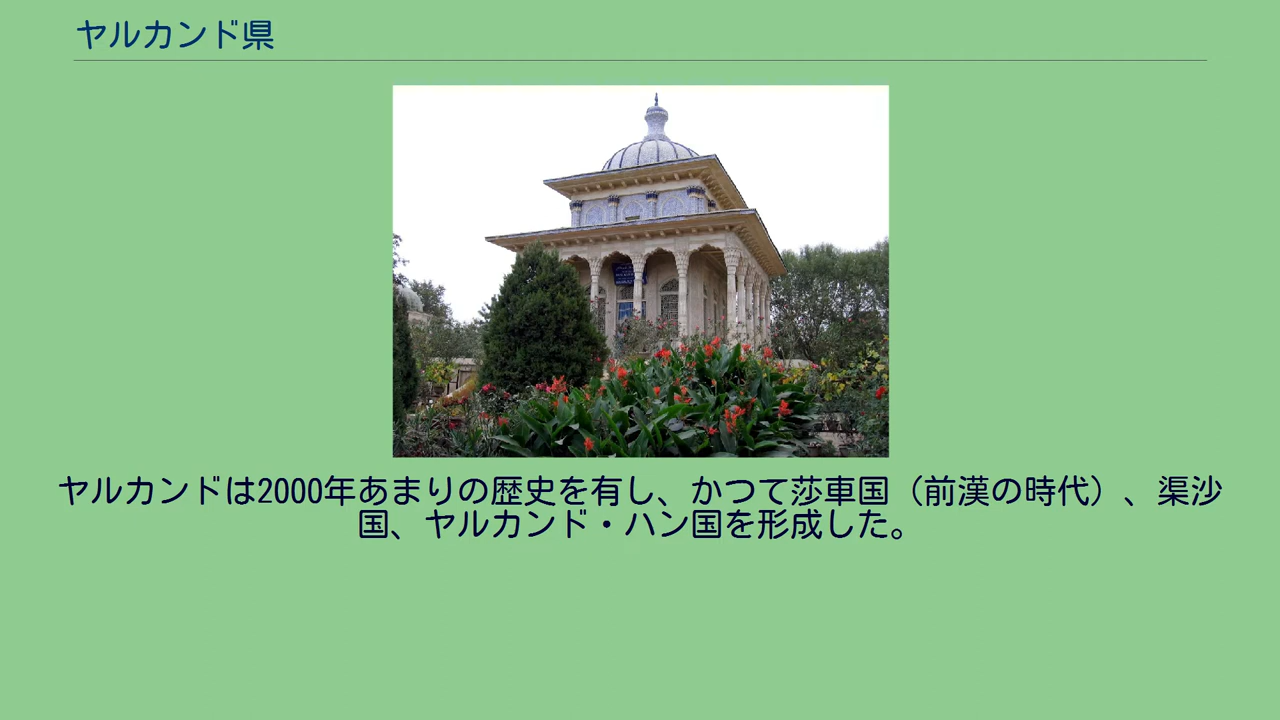 ヤルカンド県
ヤルカンドは2000年あまりの歴史を有し、かつて莎車国（前漢の時代）、渠沙
国、ヤルカンド・ハン国を形成した。